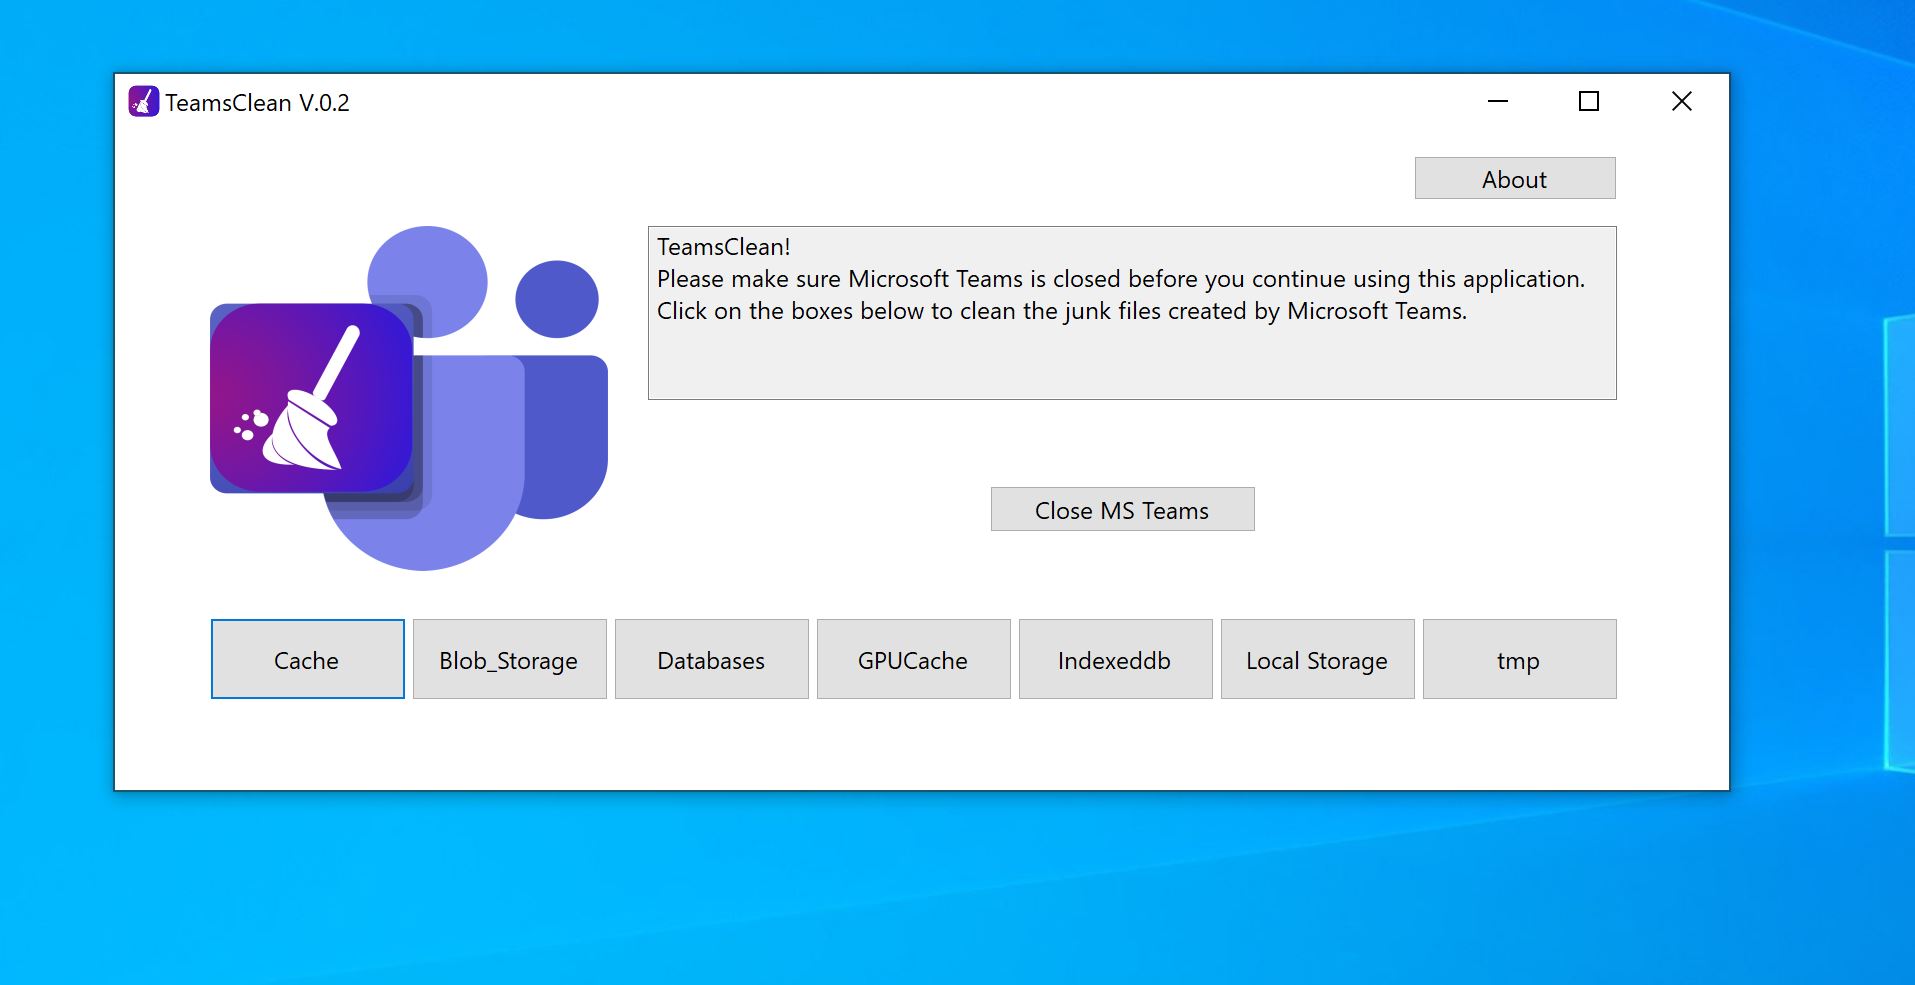 TeamsClean V.0.2
About
TeamsClean!
Please make sure Microsoft Teams is closed before you continue using this application.
Click on the boxes below to clean the junk files created by Microsoft Teams.
Close MS Teams
Cache
Blob_Storage
Databases
GPUCache
Indexeddb
Local Storage
tmp